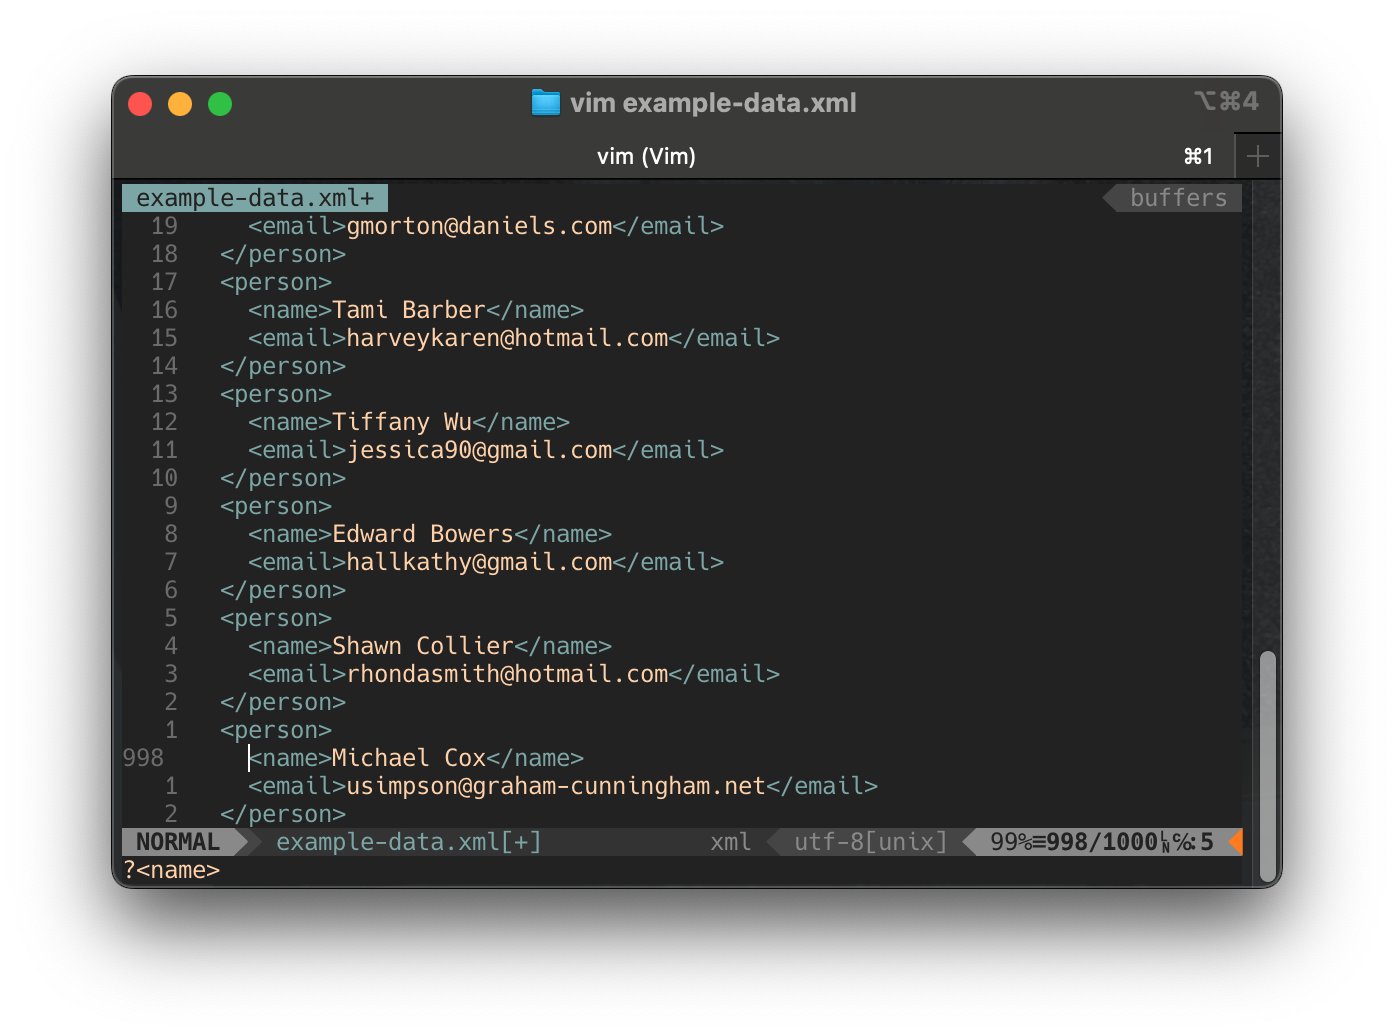 vim example-data.xml ⌥⌘4
vim (Vim) ⌘1 +
example-data.xml+ buffers
19 <email>gmorton@daniels.com</email>
18 </person>
17 <person>
16 <name>Tami Barber</name>
15 <email>harveykaren@hotmail.com</email>
14 </person>
13 <person>
12 <name>Tiffany Wu</name>
11 <email>jessica90@gmail.com</email>
10 </person>
9 <person>
8 <name>Edward Bowers</name>
7 <email>hallkathy@gmail.com</email>
6 </person>
5 <person>
4 <name>Shawn Collier</name>
3 <email>rhondasmith@hotmail.com</email>
2 </person>
1 <person>
998 <name>Michael Cox</name>
1 <email>usimpson@graham-cunningham.net</email>
2 </person>
NORMAL example-data.xml[+] xml utf-8[unix] 99%≡998/1000␊℅:5
?<name>